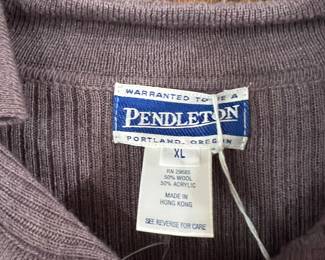 WARRANTED TO BE A
PENDLETON
PORTLAND, OREGON
XL
RN 29685
50% WOOL
50% ACRYLIC
MADE IN
HONG KONG
SEE REVERSE FOR CARE